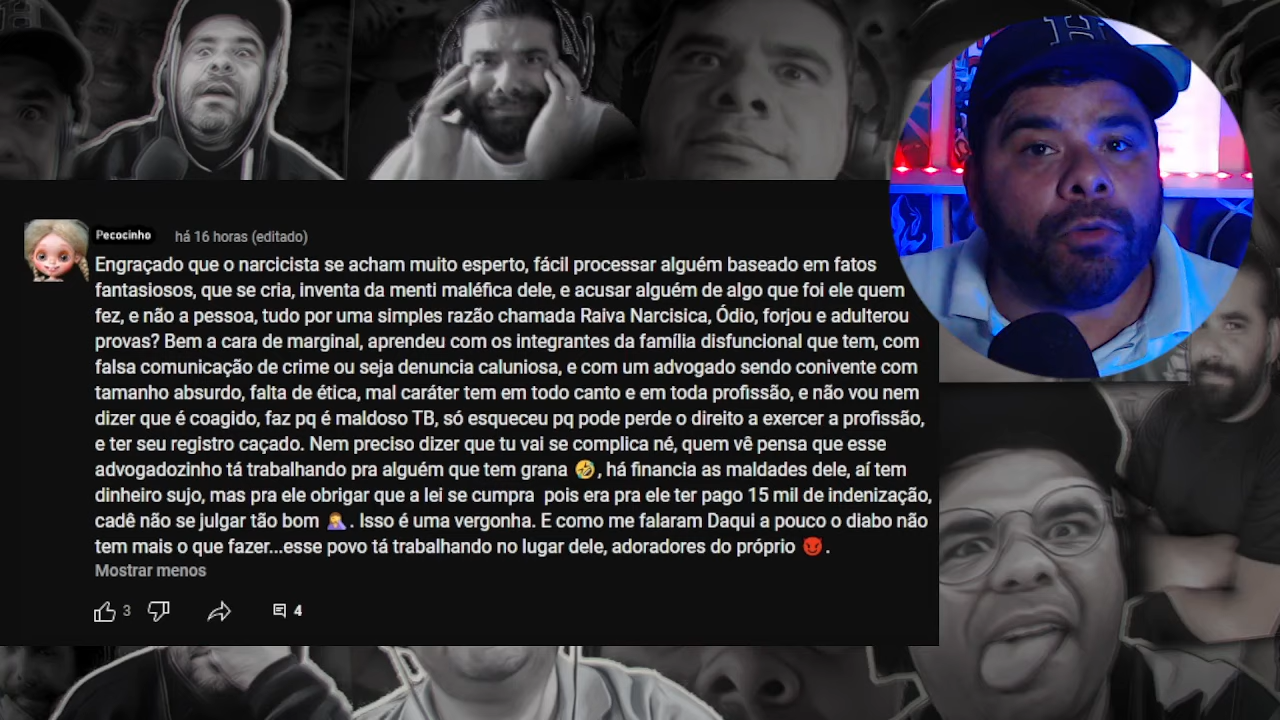 Pecocinho há 16 horas (editado)
Engraçado que o narcicista se acham muito esperto, fácil processar alguém baseado em fatos
fantasiosos, que se cria, inventa da menti maléfica dele, e acusar alguém de algo que foi ele quem
fez, e não a pessoa, tudo por uma simples razão chamada Raiva Narcisica, Ódio, forjou e adulterou
provas? Bem a cara de marginal, aprendeu com os integrantes da família disfuncional que tem, com
falsa comunicação de crime ou seja denuncia caluniosa, e com um advogado sendo conivente com
tamanho absurdo, falta de ética, mal caráter tem em todo canto e em toda profissão, e não vou nem
dizer que é coagido, faz pq é maldoso TB, só esqueceu pq pode perde o direito a exercer a profissão,
e ter seu registro caçado. Nem preciso dizer que tu vai se complica né, quem vê pensa que esse
advogadozinho tá trabalhando pra alguém que tem grana 🤣, há financia as maldades dele, aí tem
dinheiro sujo, mas pra ele obrigar que a lei se cumpra pois era pra ele ter pago 15 mil de indenização,
cadê não se julgar tão bom 🤦‍♀️. Isso é uma vergonha. E como me falaram Daqui a pouco o diabo não
tem mais o que fazer...esse povo tá trabalhando no lugar dele, adoradores do próprio 😈.
Mostrar menos
3 4
H